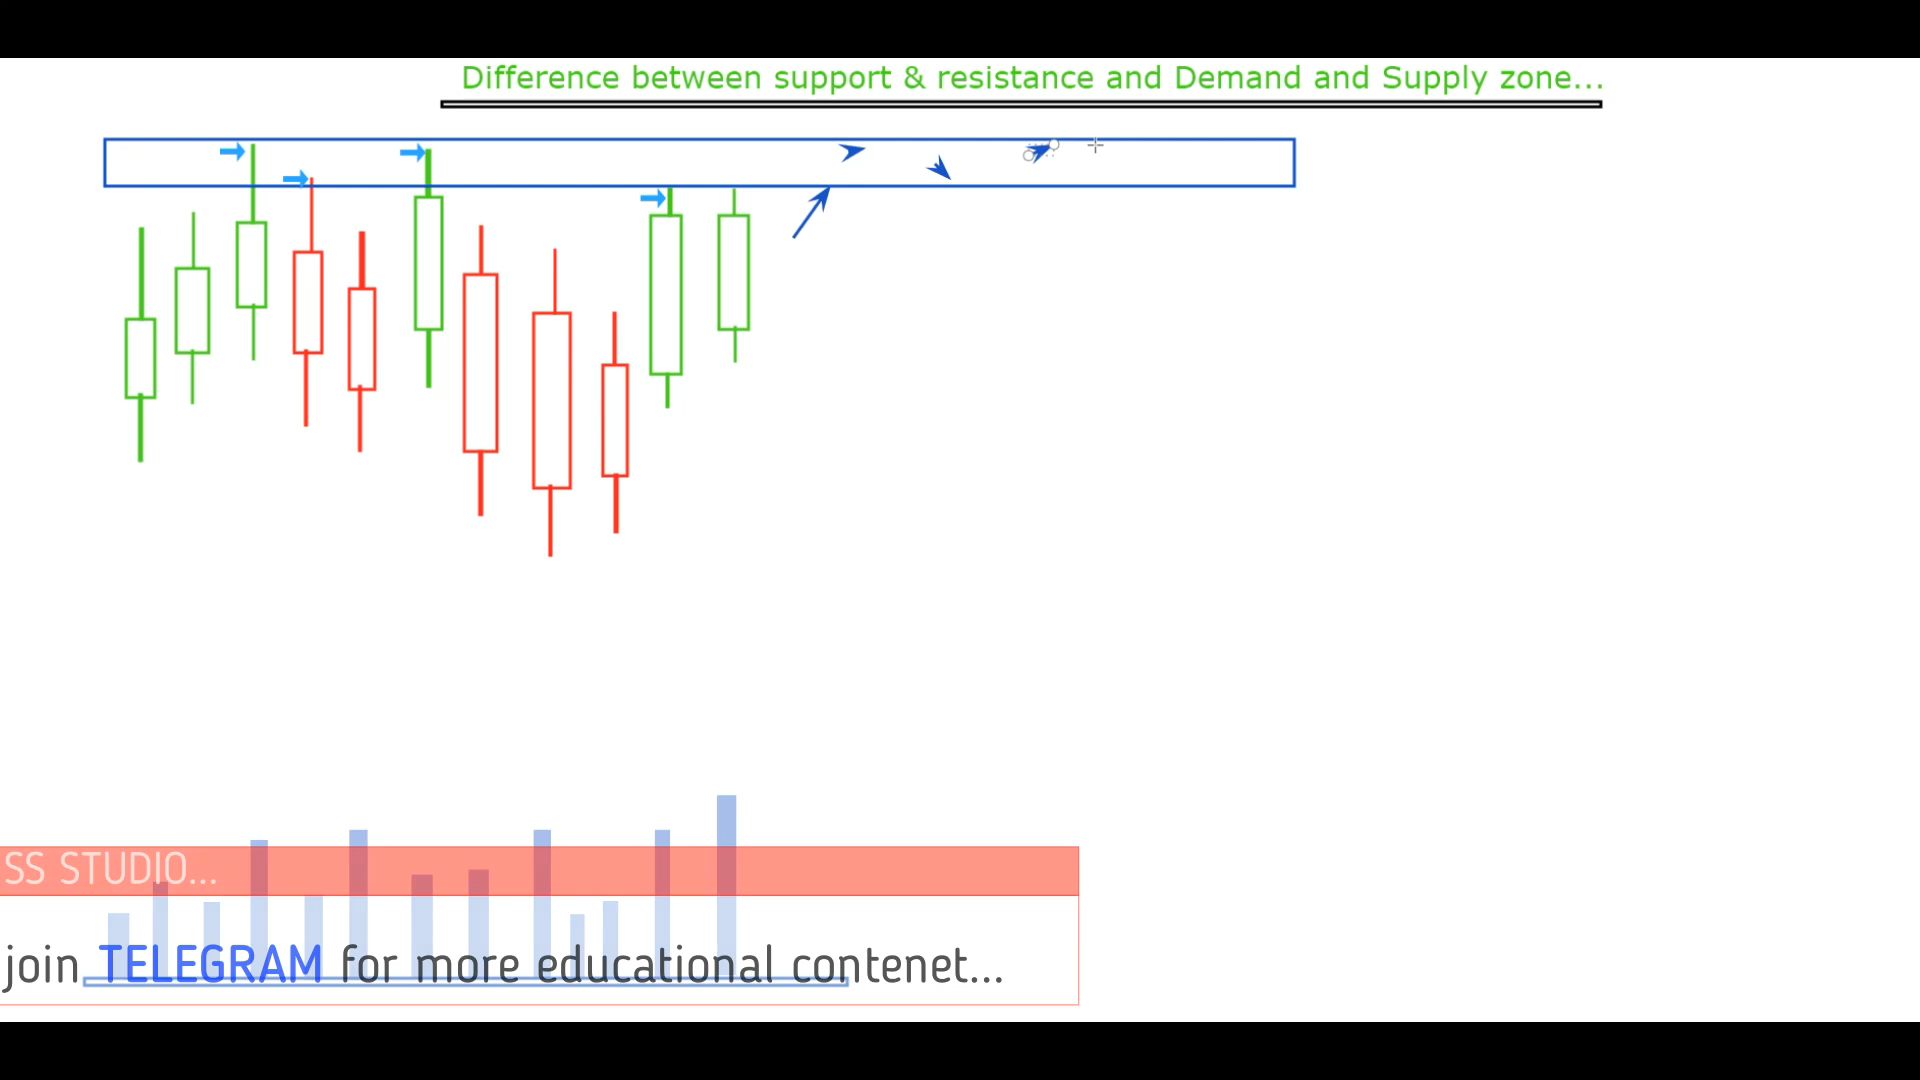 Difference between support & resistance and Demand and Supply zone...
SS STUDIO...
join TELEGRAM for more educational contenet...